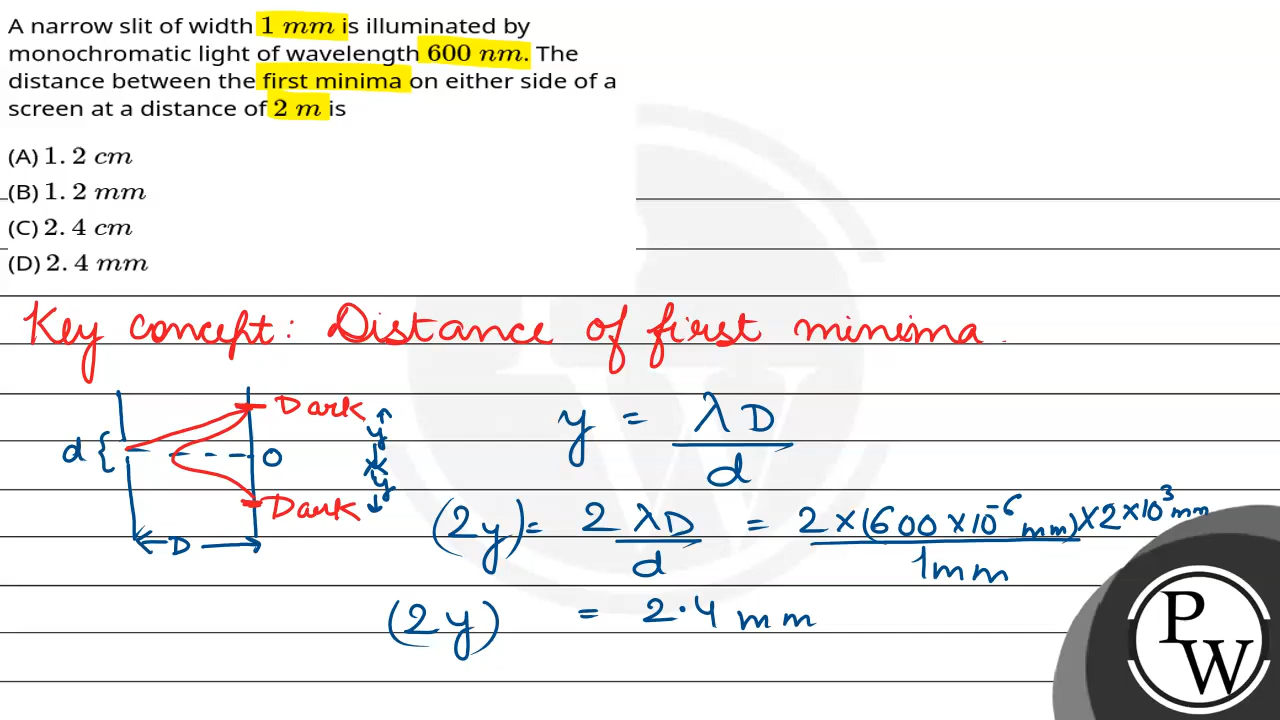 A narrow slit of width 1 mm is illuminated by
monochromatic light of wavelength 600 nm. The
distance between the first minima on either side of a
screen at a distance of 2 m is
(A) 1.2 cm
(B) 1.2 mm
(C) 2.4 cm
(D) 2.4 mm
Key concept: Distance of first minima.
d { Dark
O
Dark
D
y
y
y = λD/d
(2y) = 2λD/d = 2×(600×10⁻⁶ mm)×2×10³ mm/1mm
(2y) = 2.4 mm
PW